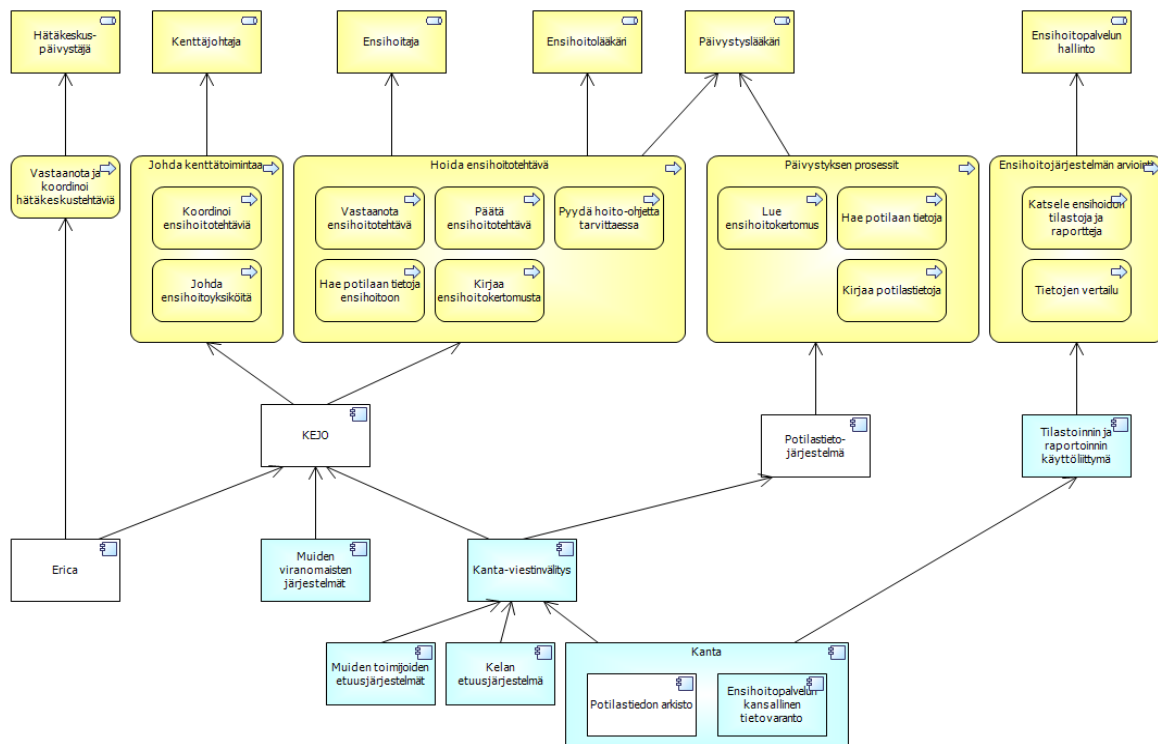 Hätäkeskus-
päivystäjä
Kenttäjohtaja
Ensihoitaja
Ensihoitolääkäri
Päivystyslääkäri
Ensihoitopalvelun
hallinto
Vastaanota ja
koordinoi
hätäkeskustehtäviä
Johda kenttätoimintaa
Koordinoi
ensihoitotehtäviä
Johda
ensihoitoyksiköitä
Hoida ensihoitotehtävä
Vastaanota
ensihoitotehtävä
Päätä
ensihoitotehtävä
Pyydä hoito-ohjetta
tarvittaessa
Hae potilaan tietoja
ensihoitoon
Kirjaa
ensihoitokertomusta
Päivystyksen prosessit
Lue
ensihoitokertomus
Hae potilaan tietoja
Kirjaa potilastietoja
Ensihoitojärjestelmän arviointi
Katsele ensihoidon
tilastoja ja
raportteja
Tietojen vertailu
KEJO
Potilastieto-
järjestelmä
Tilastoinnin ja
raportoinnin
käyttöliittymä
Erica
Muiden
viranomaisten
järjestelmät
Kanta-viestinvälitys
Muiden toimijoiden
etuusjärjestelmät
Kelan
etuusjärjestelmä
Kanta
Potilastiedon arkisto
Ensihoitopalvelun
kansallinen
tietovaranto